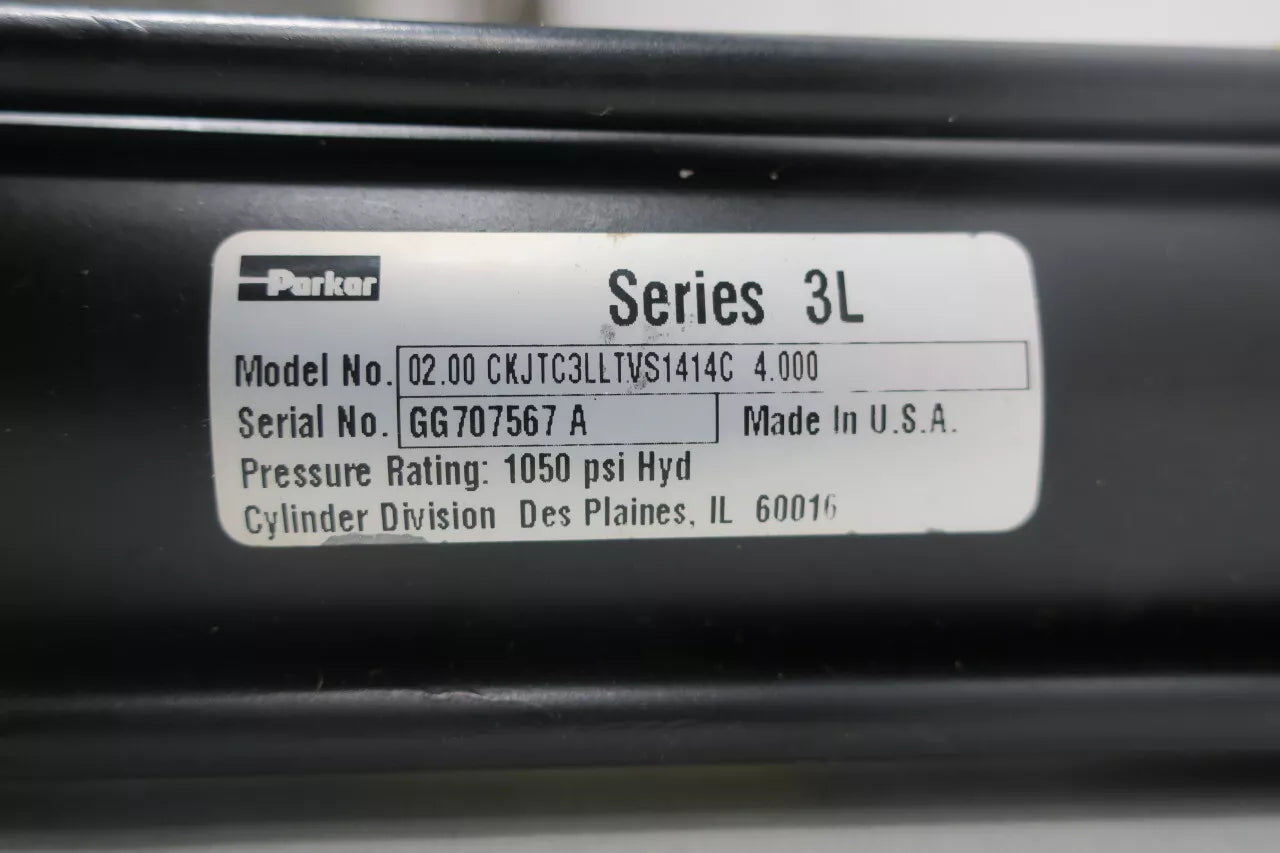 Parker
Series 3L
Model No. 02.00 CKJTC3LLTVS1414C 4.000
Serial No. GG707567 A Made In U.S.A.
Pressure Rating: 1050 psi Hyd
Cylinder Division Des Plaines, IL 60016